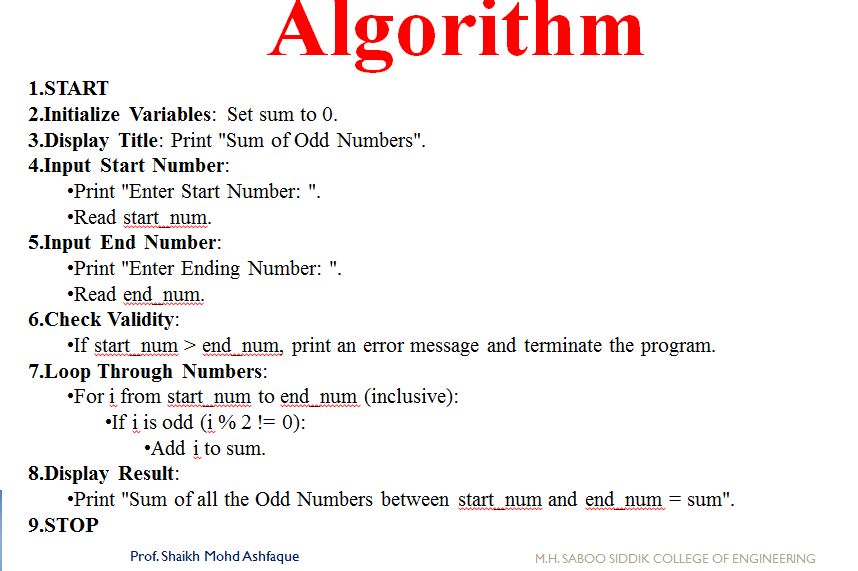 Algorithm
1.START
2.Initialize Variables: Set sum to 0.
3.Display Title: Print "Sum of Odd Numbers".
4.Input Start Number:
•Print "Enter Start Number: ".
•Read start_num.
5.Input End Number:
•Print "Enter Ending Number: ".
•Read end_num.
6.Check Validity:
•If start_num > end_num, print an error message and terminate the program.
7.Loop Through Numbers:
•For i from start_num to end_num (inclusive):
•If i is odd (i % 2 != 0):
•Add i to sum.
8.Display Result:
•Print "Sum of all the Odd Numbers between start_num and end_num = sum".
9.STOP
Prof. Shaikh Mohd Ashfaque
M.H. SABOO SIDDIK COLLEGE OF ENGINEERING